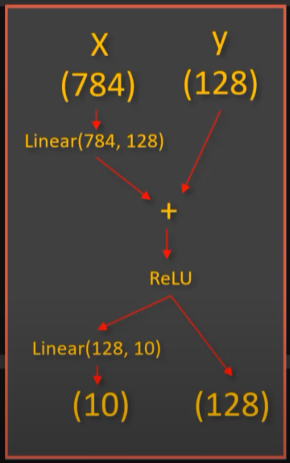 X y
(784) (128)
Linear(784, 128)
+
ReLU
Linear(128, 10)
(10) (128)